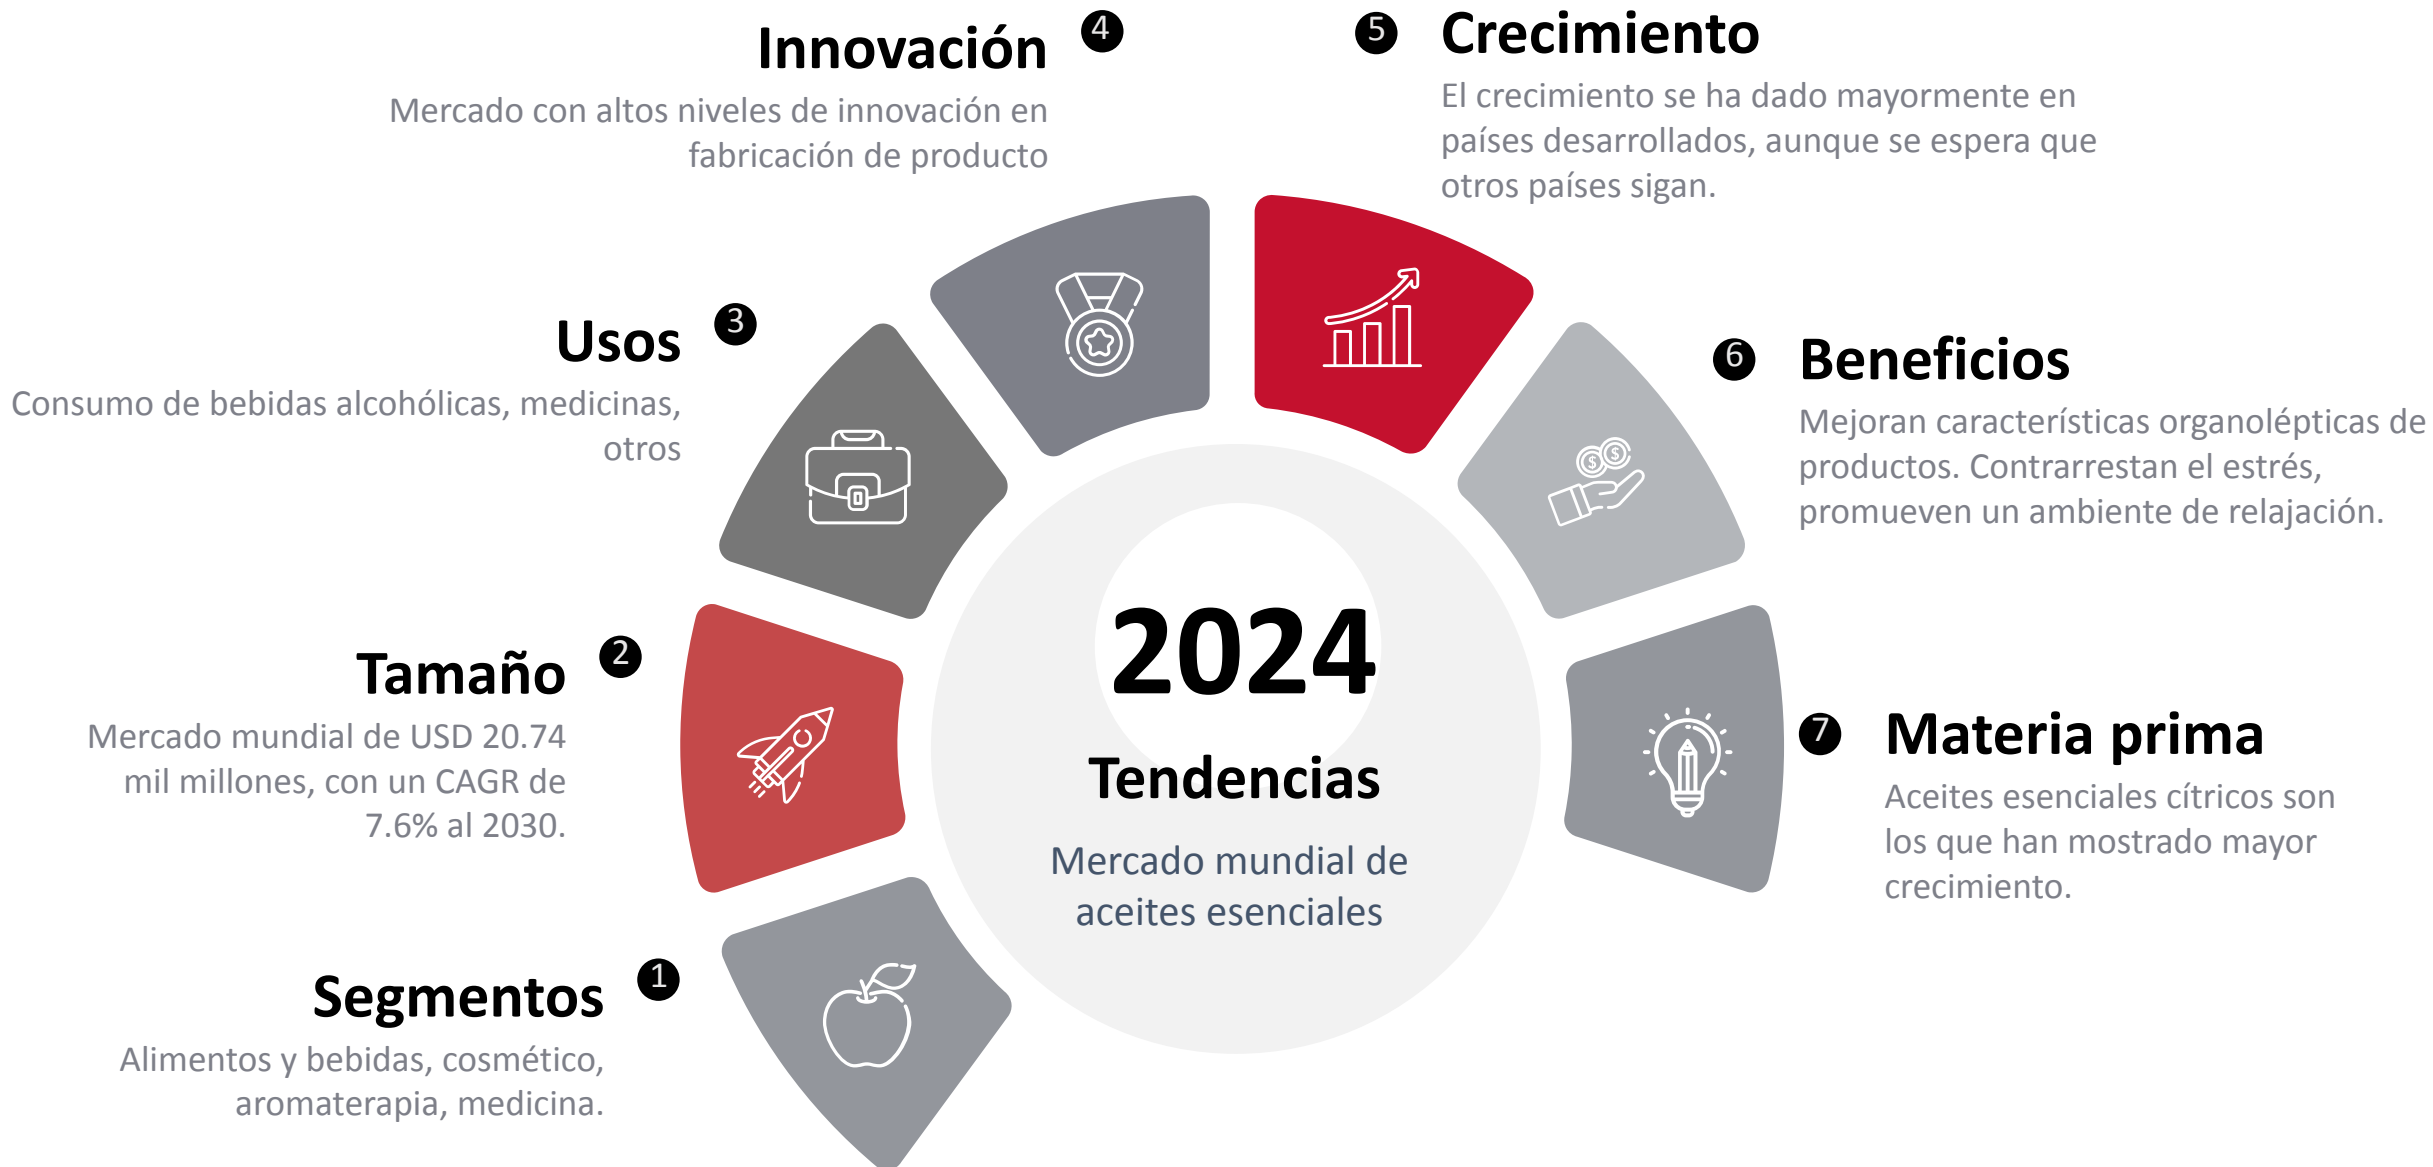 4
Innovación
Mercado con altos niveles de innovación en
fabricación de producto
5
Crecimiento
El crecimiento se ha dado mayormente en
países desarrollados, aunque se espera que
otros países sigan.
3
Usos
Consumo de bebidas alcohólicas, medicinas,
otros
6
Beneficios
Mejoran características organolépticas de
productos. Contrarrestan el estrés,
promueven un ambiente de relajación.
$ $
2
Tamaño
Mercado mundial de USD 20.74
mil millones, con un CAGR de
7.6% al 2030.
2024
Tendencias
Mercado mundial de
aceites esenciales
7
Materia prima
Aceites esenciales cítricos son
los que han mostrado mayor
crecimiento.
1
Segmentos
Alimentos y bebidas, cosmético,
aromaterapia, medicina.